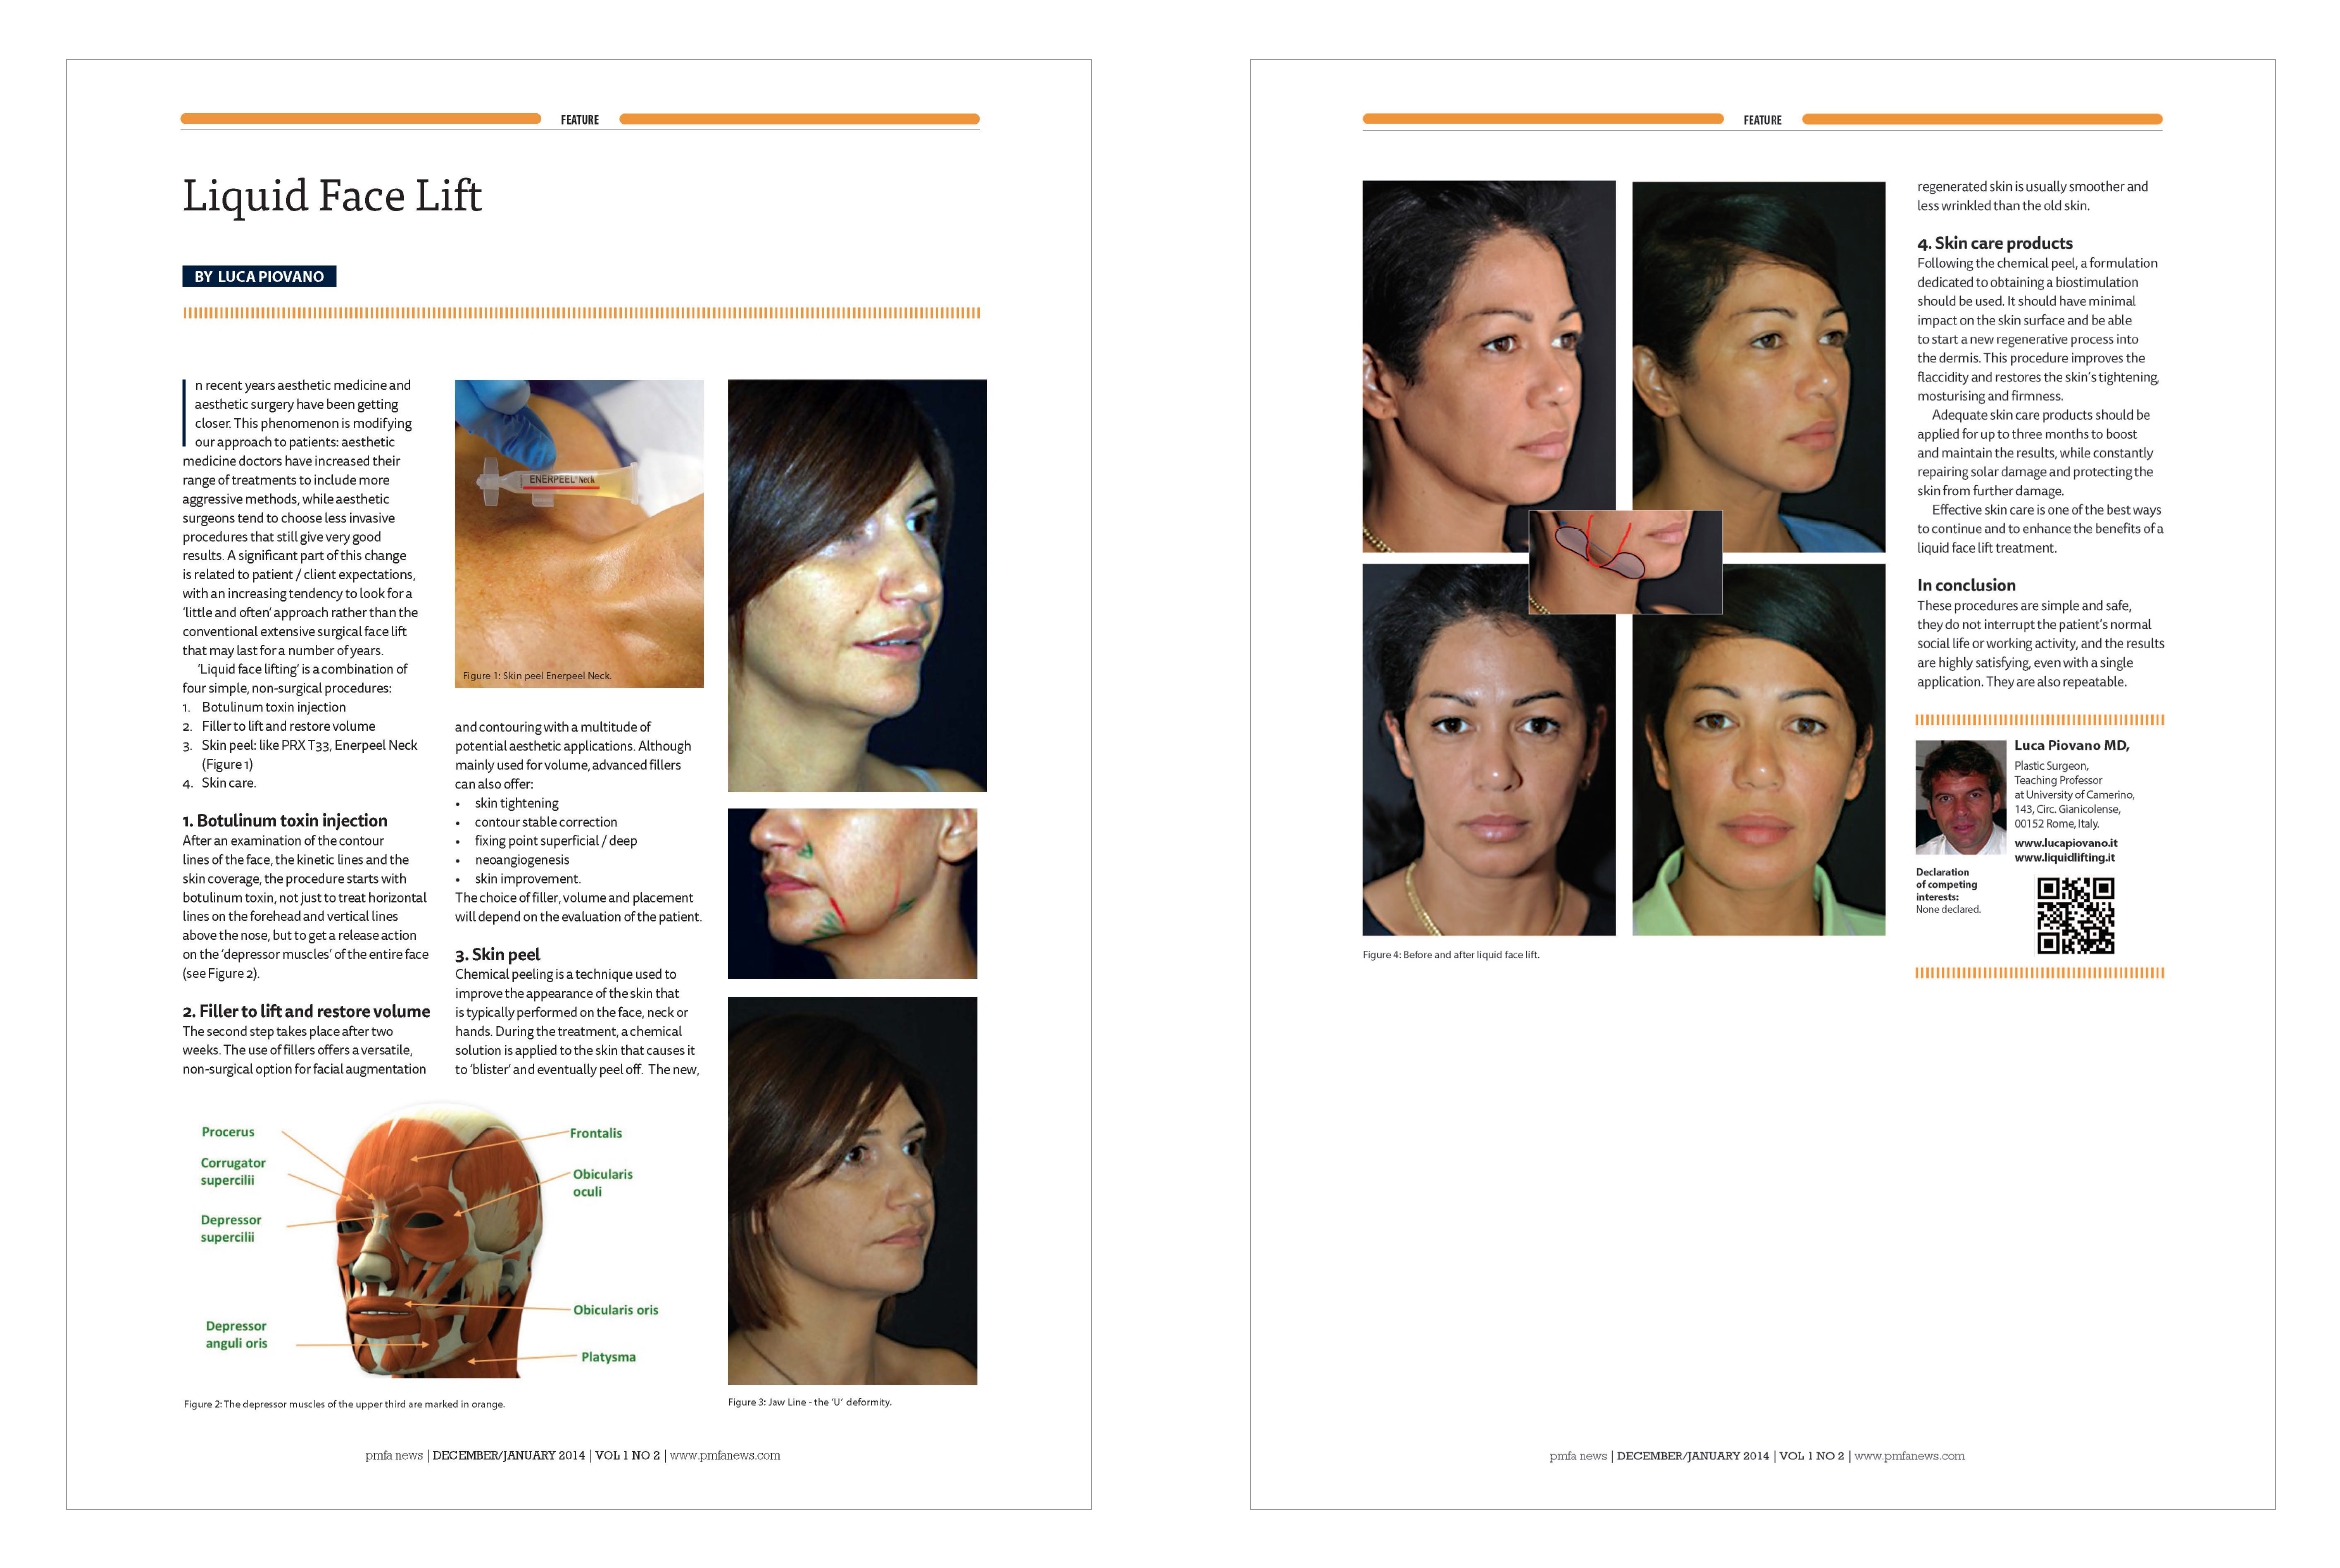 FEATURE
Liquid Face Lift
BY LUCA PIOVANO
In recent years aesthetic medicine and
aesthetic surgery have been getting
closer. This phenomenon is modifying
our approach to patients: aesthetic
medicine doctors have increased their
range of treatments to include more
aggressive methods, while aesthetic
surgeons tend to choose less invasive
procedures that still give very good
results. A significant part of this change
is related to patient / client expectations,
with an increasing tendency to look for a
‘little and often’ approach rather than the
conventional extensive surgical face lift
that may last for a number of years.
‘Liquid face lifting’ is a combination of
four simple, non-surgical procedures:
1. Botulinum toxin injection
2. Filler to lift and restore volume
3. Skin peel: like PRX T33, Enerpeel Neck
(Figure 1)
4. Skin care.
1. Botulinum toxin injection
After an examination of the contour
lines of the face, the kinetic lines and the
skin coverage, the procedure starts with
botulinum toxin, not just to treat horizontal
lines on the forehead and vertical lines
above the nose, but to get a release action
on the ‘depressor muscles’ of the entire face
(see Figure 2).
2. Filler to lift and restore volume
The second step takes place after two
weeks. The use of fillers offers a versatile,
non-surgical option for facial augmentation
ENERPEEL® Neck
Figure 1: Skin peel Enerpeel Neck.
and contouring with a multitude of
potential aesthetic applications. Although
mainly used for volume, advanced fillers
can also offer:
• skin tightening
• contour stable correction
• fixing point superficial / deep
• neoangiogenesis
• skin improvement.
The choice of filler, volume and placement
will depend on the evaluation of the patient.
3. Skin peel
Chemical peeling is a technique used to
improve the appearance of the skin that
is typically performed on the face, neck or
hands. During the treatment, a chemical
solution is applied to the skin that causes it
to ‘blister’ and eventually peel off. The new,
Procerus
Corrugator
supercilii
Depressor
supercilii
Depressor
anguli oris
Frontalis
Obicularis
oculi
Obicularis oris
Platysma
Figure 2: The depressor muscles of the upper third are marked in orange.
Figure 3: Jaw Line - the ‘U’ deformity.
pmfa news | DECEMBER/JANUARY 2014 | VOL 1 NO 2 | www.pmfanews.com
FEATURE
Figure 4: Before and after liquid face lift.
regenerated skin is usually smoother and
less wrinkled than the old skin.
4. Skin care products
Following the chemical peel, a formulation
dedicated to obtaining a biostimulation
should be used. It should have minimal
impact on the skin surface and be able
to start a new regenerative process into
the dermis. This procedure improves the
flaccidity and restores the skin’s tightening,
mosturising and firmness.
Adequate skin care products should be
applied for up to three months to boost
and maintain the results, while constantly
repairing solar damage and protecting the
skin from further damage.
Effective skin care is one of the best ways
to continue and to enhance the benefits of a
liquid face lift treatment.
In conclusion
These procedures are simple and safe,
they do not interrupt the patient’s normal
social life or working activity, and the results
are highly satisfying, even with a single
application. They are also repeatable.
Luca Piovano MD,
Plastic Surgeon,
Teaching Professor
at University of Camerino,
143, Circ. Gianicolense,
00152 Rome, Italy.
www.lucapiovano.it
www.liquidlifting.it
Declaration
of competing
interests:
None declared.
pmfa news | DECEMBER/JANUARY 2014 | VOL 1 NO 2 | www.pmfanews.com